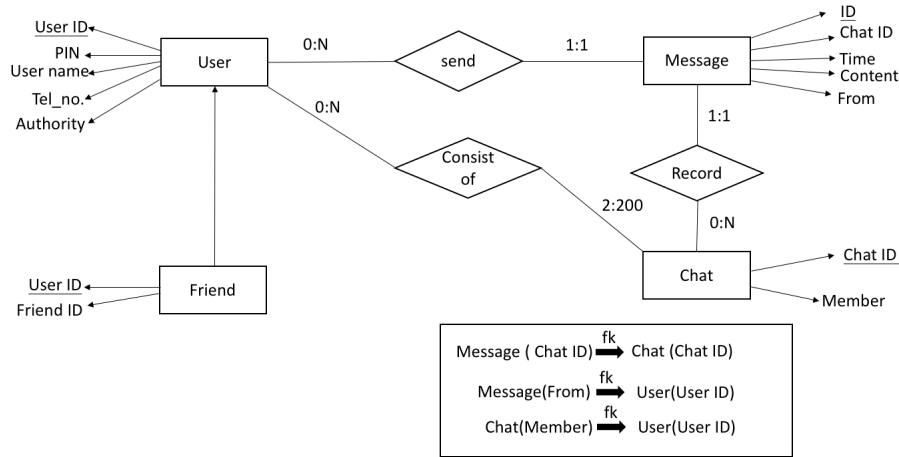 User ID
PIN
User name
Tel_no.
Authority
User
0:N
send
1:1
Message
ID
Chat ID
Time
Content
From
0:N
Consist
of
2:200
1:1
Record
0:N
User ID
Friend ID
Friend
Chat
Chat ID
Member
Message ( Chat ID) fk Chat (Chat ID)
Message(From) fk User(User ID)
Chat(Member) fk User(User ID)